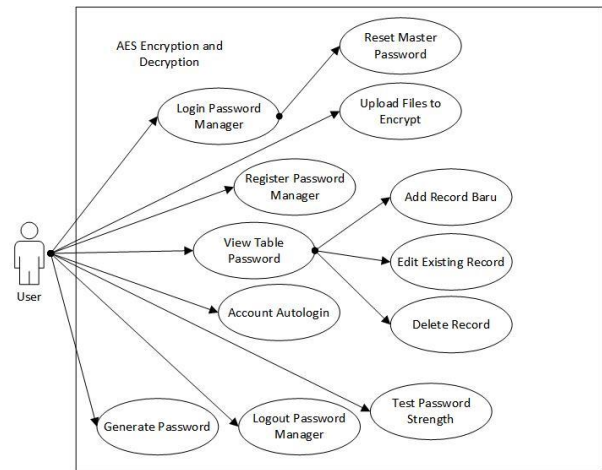 AES Encryption and
Decryption
Reset Master
Password
Login Password
Manager
Upload Files to
Encrypt
Register Password
Manager
Add Record Baru
View Table
Password
Edit Existing Record
User
Account Autologin
Delete Record
Test Password
Strength
Generate Password
Logout Password
Manager